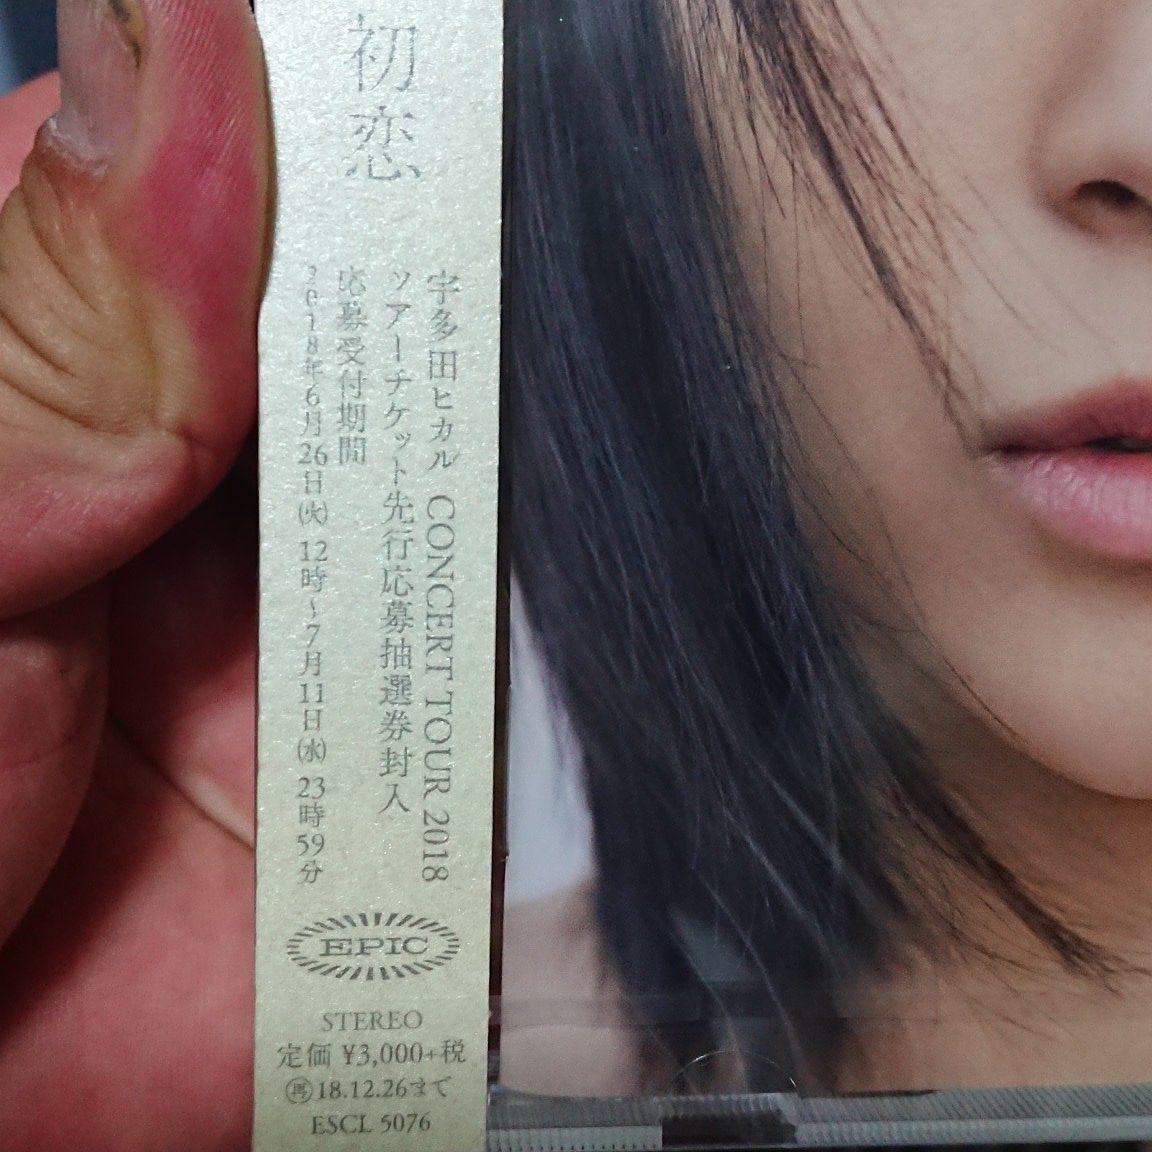 初恋
宇多田ヒカル CONCERT TOUR 2018
ツアーチケット先行応募抽選券封入
応募受付期間
2018年6月26日(火) 12時~7月11日(水) 23時59分
EPIC
STEREO
定価 ¥3,000+税
再18.12.26まで
ESCL 5076